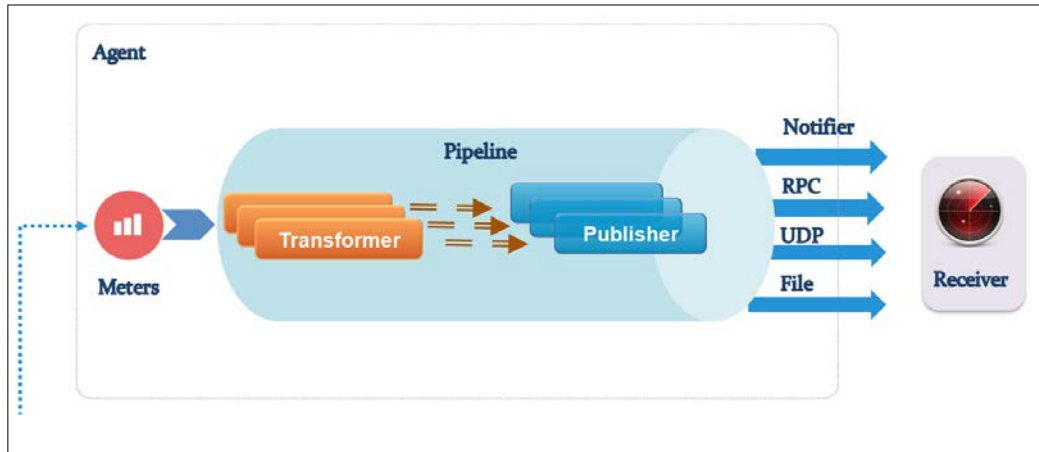 Agent
Notifier
Pipeline
RPC
Transformer
Publisher
UDP
Meters
File
Receiver